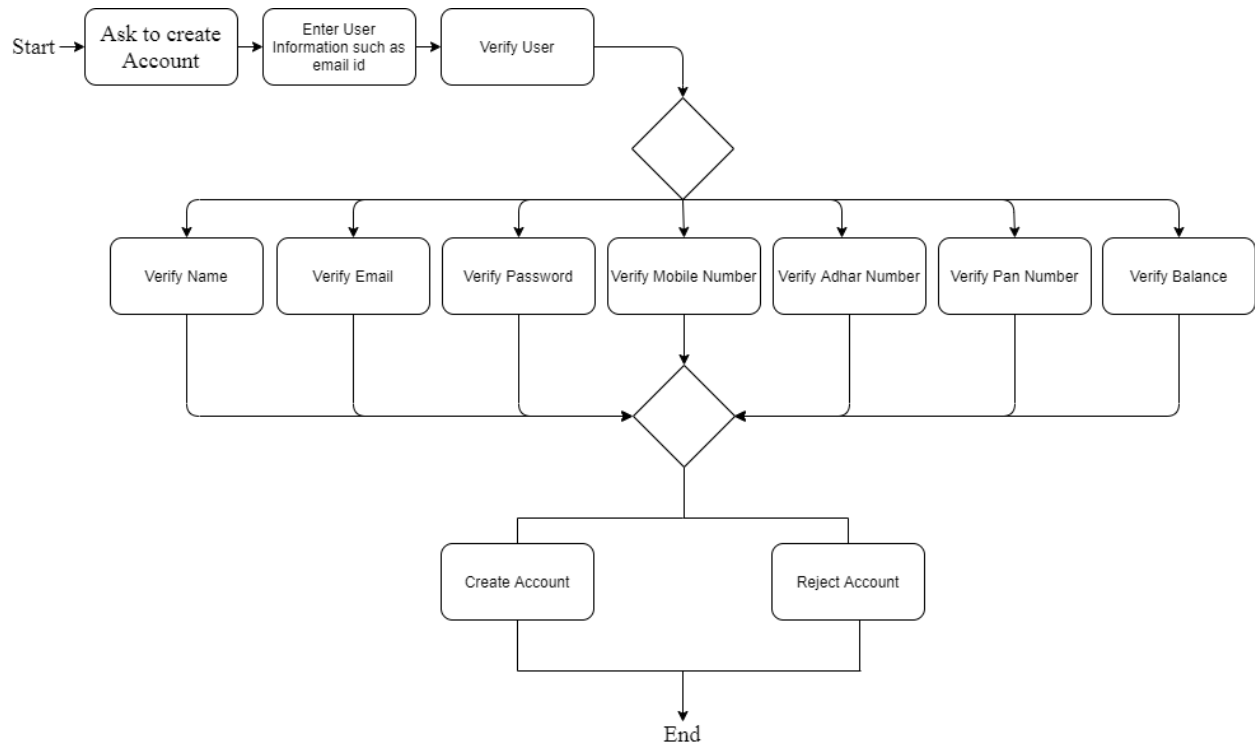 Start
Ask to create
Account
Enter User
Information such as
email id
Verify User
Verify Name
Verify Email
Verify Password
Verify Mobile Number
Verify Adhar Number
Verify Pan Number
Verify Balance
Create Account
Reject Account
End